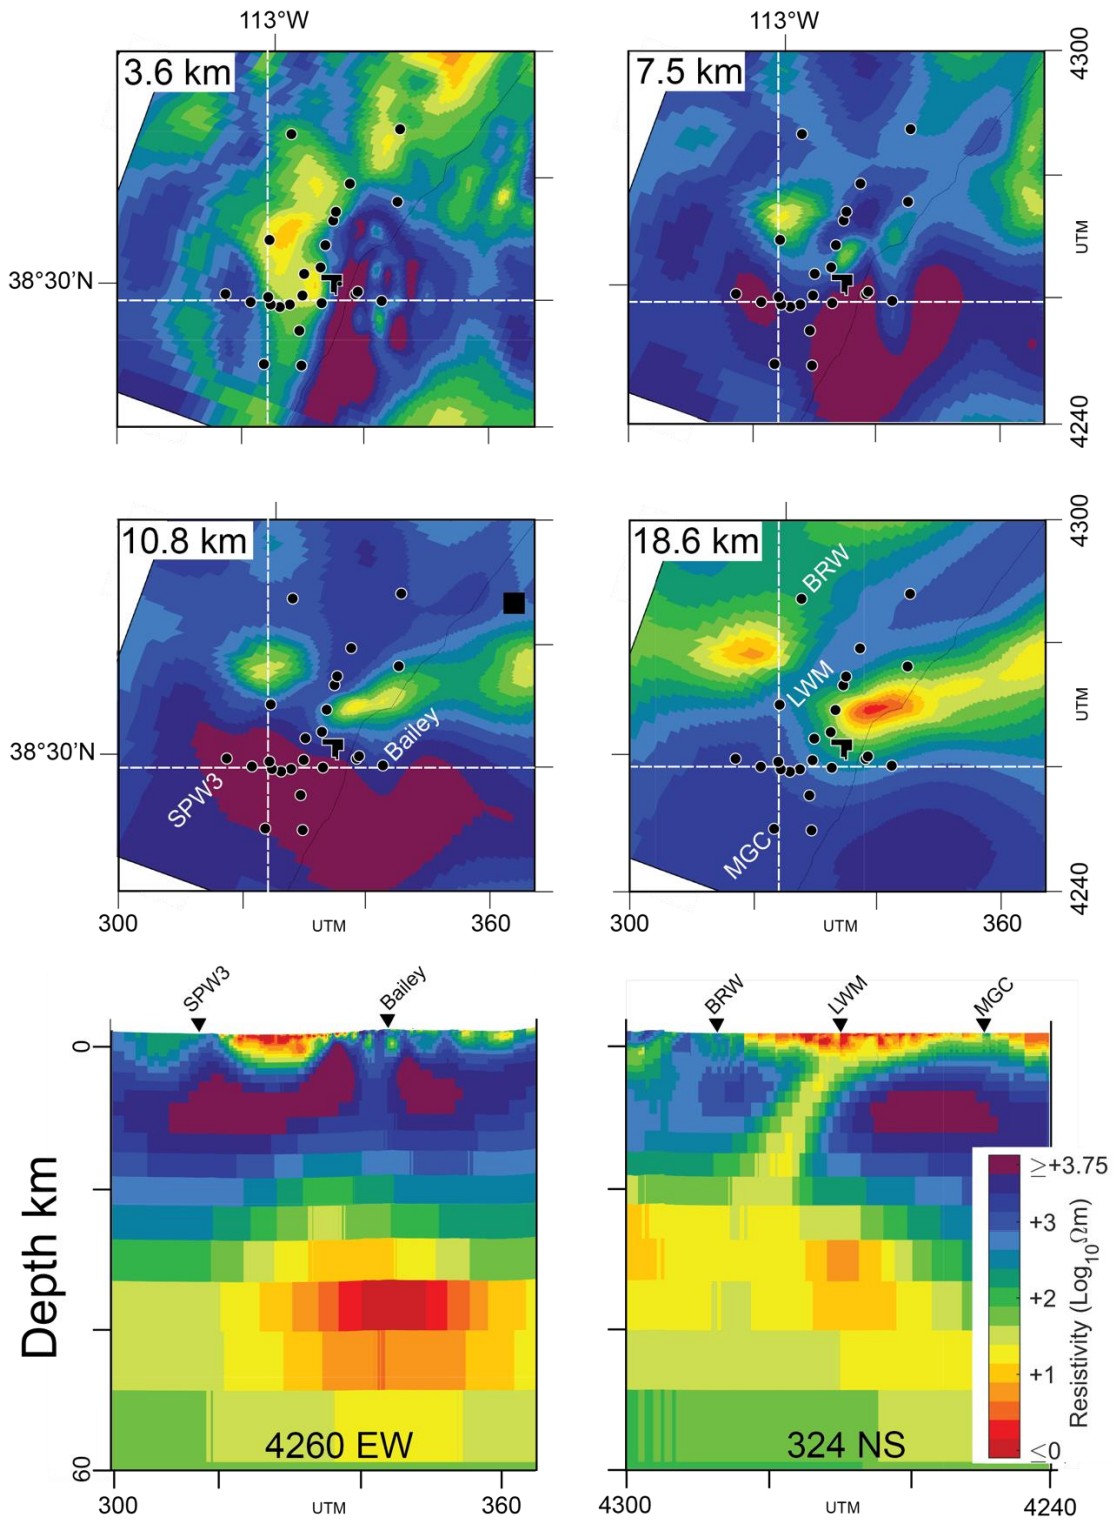 113°W
113°W
3.6 km
7.5 km
4300
UTM
38°30'N
4240
10.8 km
18.6 km
4300
BRW
LWM
UTM
38°30'N
Bailey
SPW3
MGC
4240
300
UTM
360
300
UTM
360
SPW3
Bailey
BRW
LWM
MGC
0
Depth km
≥+3.75
+3
+2
+1
≤0
Resistivity (Log10Ωm)
4260 EW
324 NS
60
300
UTM
360
4300
UTM
4240